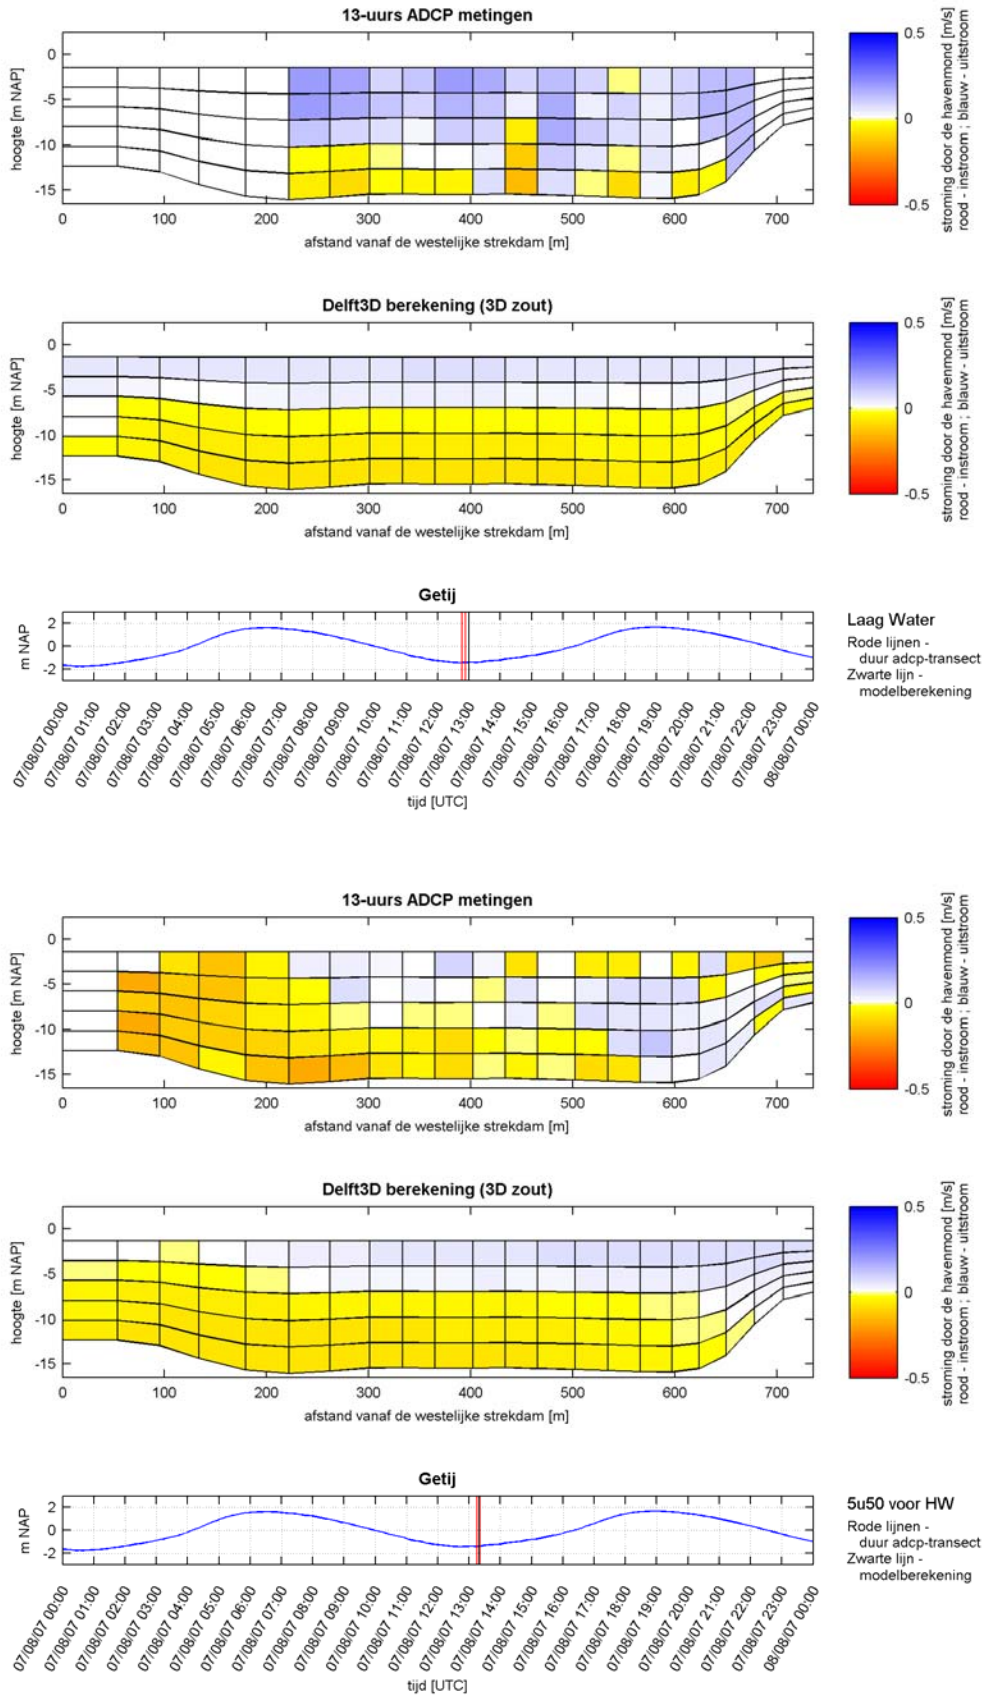 13-uurs ADCP metingen
0
-5
-10
-15
hoogte [m NAP]
0 100 200 300 400 500 600 700
afstand vanaf de westelijke strekdam [m]
0.5
0
-0.5
stroming door de havenmond [m/s]
rood - instroom ; blauw - uitstroom
Delft3D berekening (3D zout)
0
-5
-10
-15
hoogte [m NAP]
0 100 200 300 400 500 600 700
afstand vanaf de westelijke strekdam [m]
0.5
0
-0.5
stroming door de havenmond [m/s]
rood - instroom ; blauw - uitstroom
Getij
2
0
-2
m NAP
07/08/07 00:00
07/08/07 01:00
07/08/07 02:00
07/08/07 03:00
07/08/07 04:00
07/08/07 05:00
07/08/07 06:00
07/08/07 07:00
07/08/07 08:00
07/08/07 09:00
07/08/07 10:00
07/08/07 11:00
07/08/07 12:00
07/08/07 13:00
07/08/07 14:00
07/08/07 15:00
07/08/07 16:00
07/08/07 17:00
07/08/07 18:00
07/08/07 19:00
07/08/07 20:00
07/08/07 21:00
07/08/07 22:00
07/08/07 23:00
08/08/07 00:00
tijd [UTC]
Laag Water
Rode lijnen -
duur adcp-transect
Zwarte lijn -
modelberekening
13-uurs ADCP metingen
0
-5
-10
-15
hoogte [m NAP]
0 100 200 300 400 500 600 700
afstand vanaf de westelijke strekdam [m]
0.5
0
-0.5
stroming door de havenmond [m/s]
rood - instroom ; blauw - uitstroom
Delft3D berekening (3D zout)
0
-5
-10
-15
hoogte [m NAP]
0 100 200 300 400 500 600 700
afstand vanaf de westelijke strekdam [m]
0.5
0
-0.5
stroming door de havenmond [m/s]
rood - instroom ; blauw - uitstroom
Getij
2
0
-2
m NAP
07/08/07 00:00
07/08/07 01:00
07/08/07 02:00
07/08/07 03:00
07/08/07 04:00
07/08/07 05:00
07/08/07 06:00
07/08/07 07:00
07/08/07 08:00
07/08/07 09:00
07/08/07 10:00
07/08/07 11:00
07/08/07 12:00
07/08/07 13:00
07/08/07 14:00
07/08/07 15:00
07/08/07 16:00
07/08/07 17:00
07/08/07 18:00
07/08/07 19:00
07/08/07 20:00
07/08/07 21:00
07/08/07 22:00
07/08/07 23:00
08/08/07 00:00
tijd [UTC]
5u50 voor HW
Rode lijnen -
duur adcp-transect
Zwarte lijn -
modelberekening